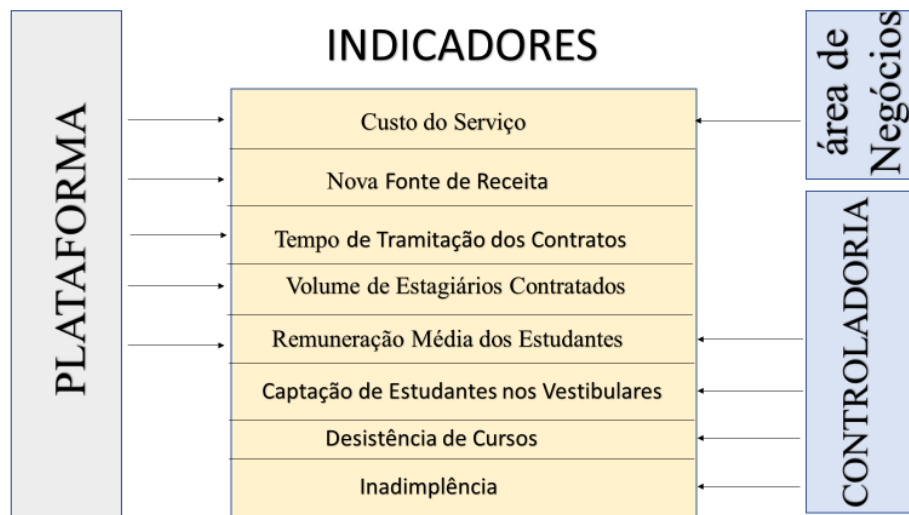 INDICADORES
PLATAFORMA
Custo do Serviço
Nova Fonte de Receita
Tempo de Tramitação dos Contratos
Volume de Estagiários Contratados
Remuneração Média dos Estudantes
Captação de Estudantes nos Vestibulares
Desistência de Cursos
Inadimplência
área de
Negócios
CONTROLADORIA